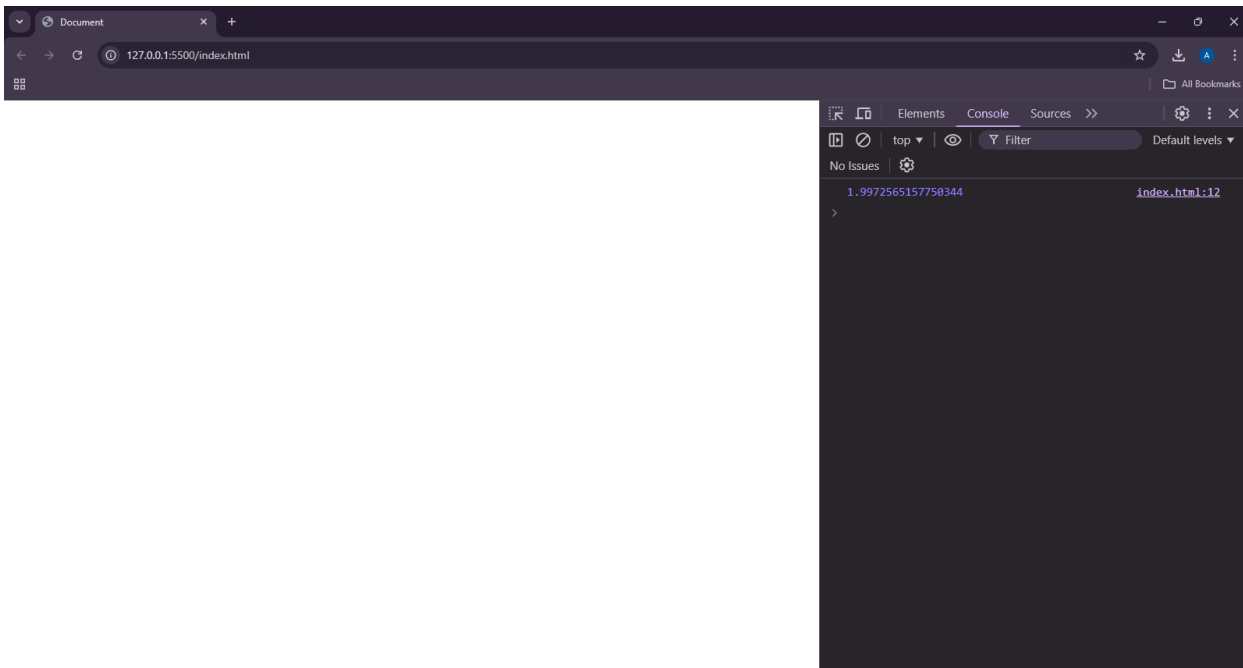 Document
127.0.0.1:5500/index.html
A
All Bookmarks
Elements Console Sources
top Filter Default levels
No Issues
1.9972565157750344 index.html:12